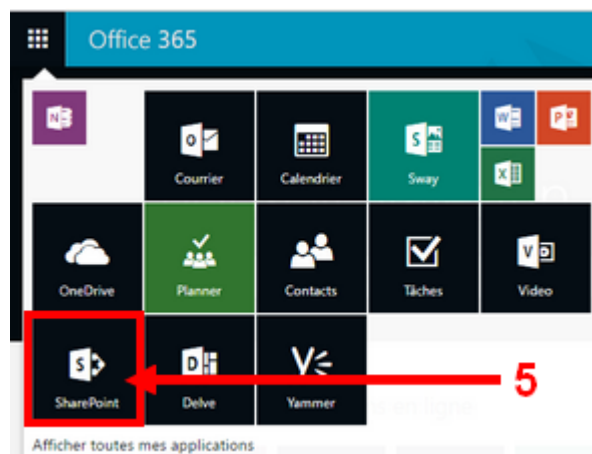 Office 365
N
Courrier
Calendrier
Sway
OneDrive
Planner
Contacts
Tâches
Video
SharePoint
Delve
Yammer
5
Afficher toutes mes applications